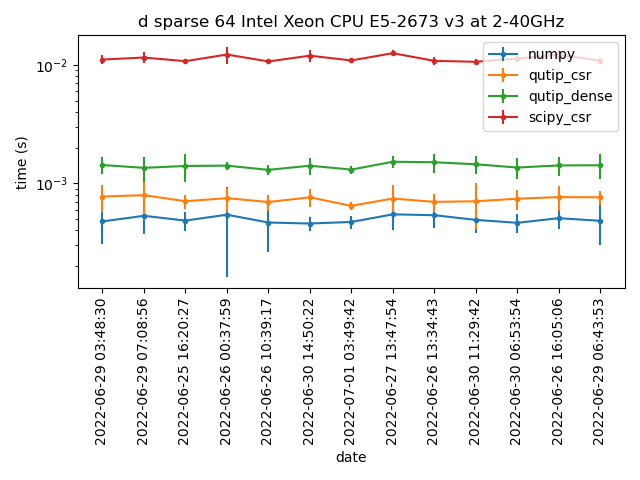 d sparse 64 Intel Xeon CPU E5-2673 v3 at 2-40GHz
numpy
qutip_csr
qutip_dense
scipy_csr
10⁻²
10⁻³
time (s)
2022-06-29 03:48:30
2022-06-29 07:08:56
2022-06-25 16:20:27
2022-06-26 00:37:59
2022-06-26 10:39:17
2022-06-30 14:50:22
2022-07-01 03:49:42
2022-06-27 13:47:54
2022-06-26 13:34:43
2022-06-30 11:29:42
2022-06-30 06:53:54
2022-06-26 16:05:06
2022-06-29 06:43:53
date